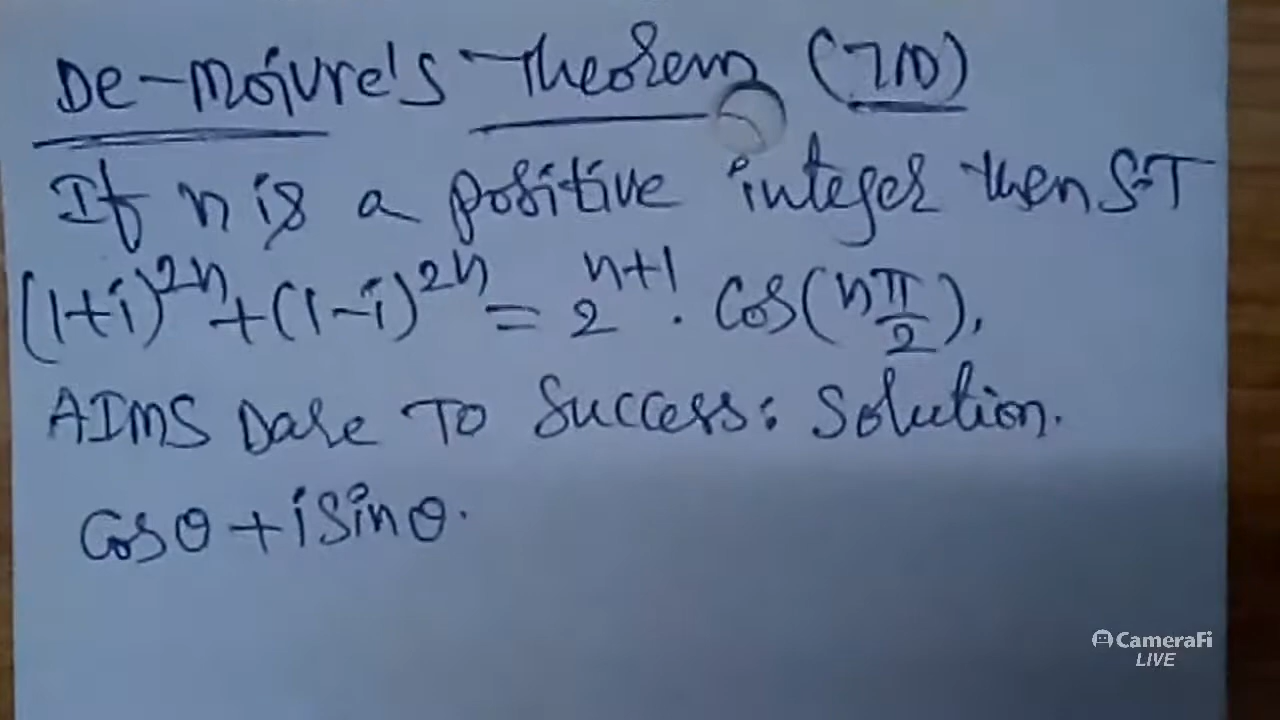 De-Moivre's Theorem (7M)
If n is a positive integer then S.T
(1+i)^2n + (1-i)^2n = 2^n+1 . Cos(nπ/2).
AIMS Dare To Success: Solution.
Cosθ + i Sinθ.
CameraFi
LIVE